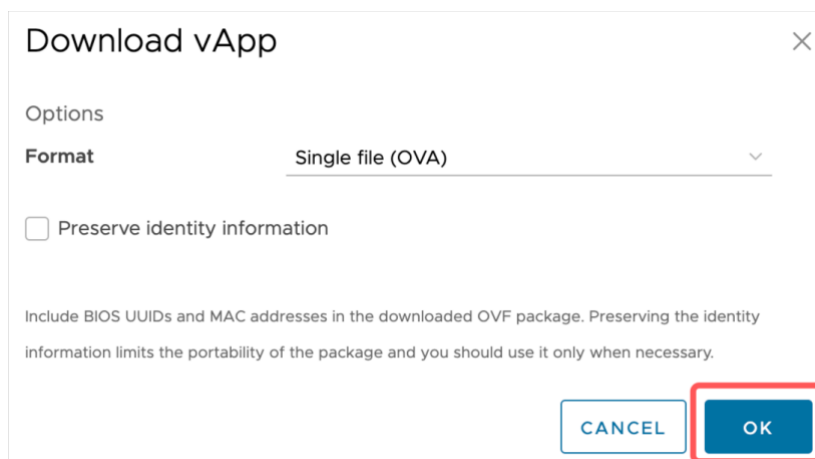 Download vApp
Options
Format
Single file (OVA)
Preserve identity information
Include BIOS UUIDs and MAC addresses in the downloaded OVF package. Preserving the identity
information limits the portability of the package and you should use it only when necessary.
CANCEL
OK